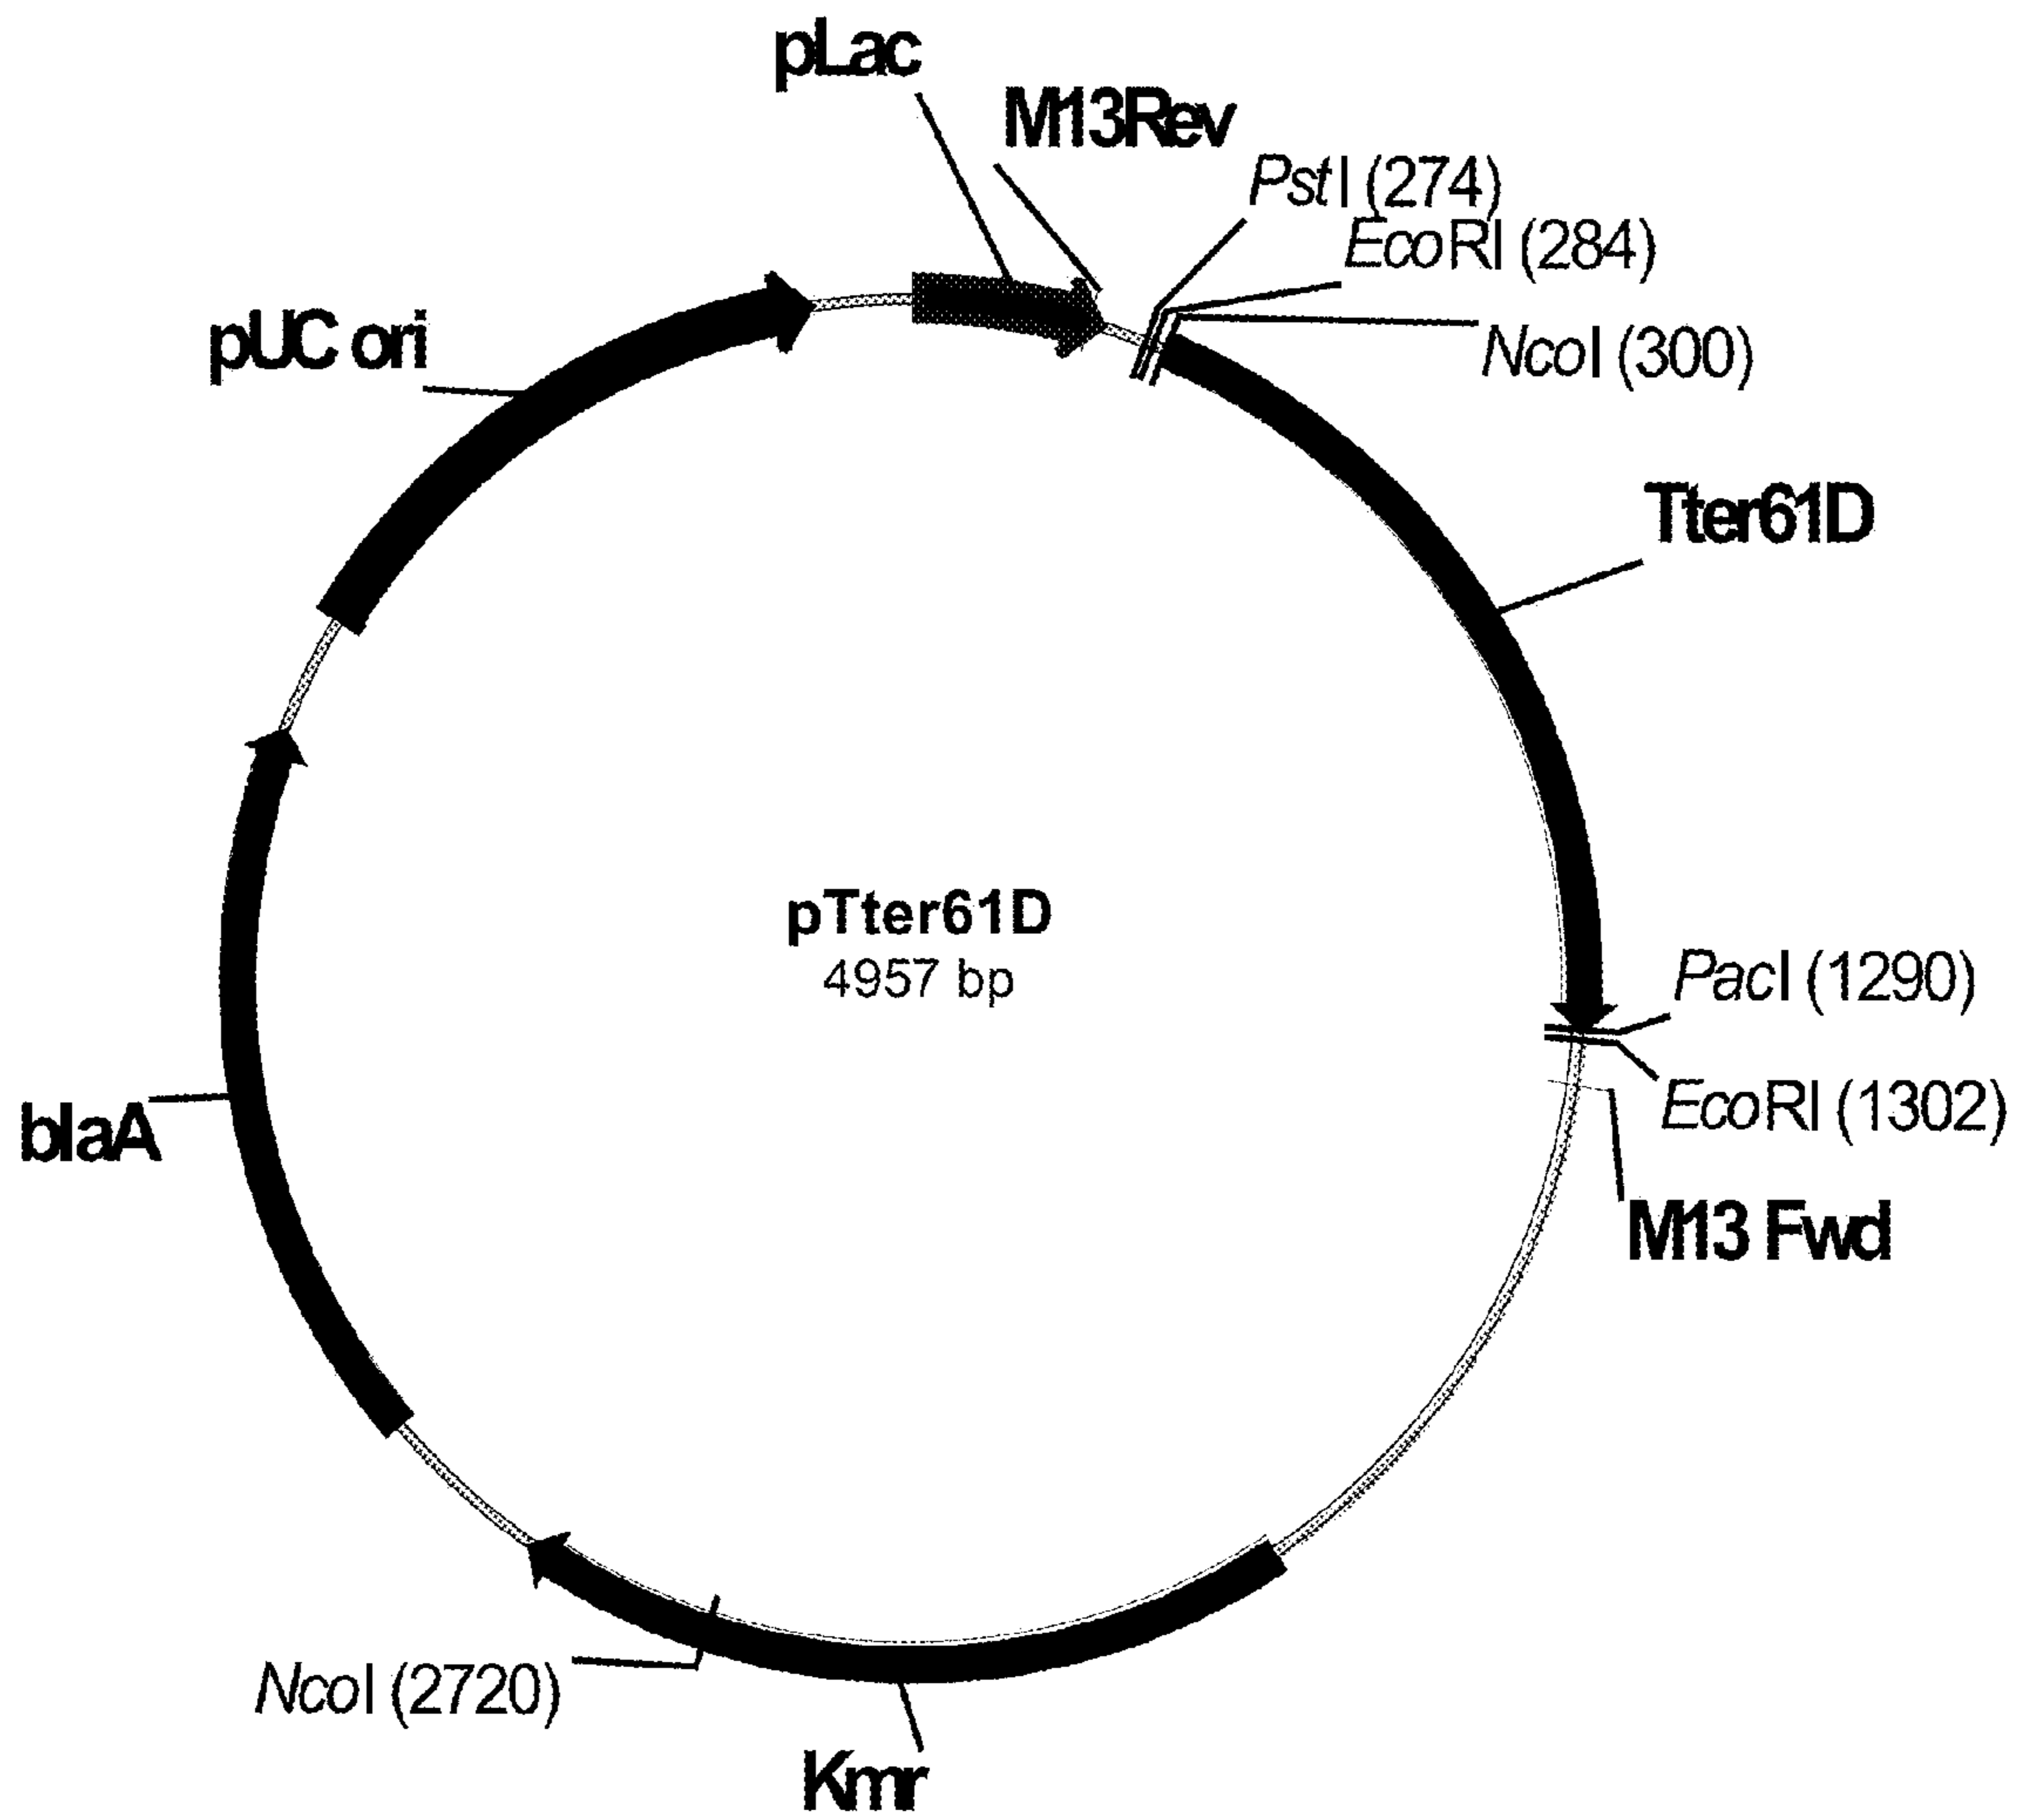 pLac
M13Rev
PstI (274)
EcoRI (284)
NcoI (300)
pUC ori
Tter61D
pTter61D
4957 bp
PacI (1290)
EcoRI (1302)
M13 Fwd
blaA
NcoI (2720)
Kmr